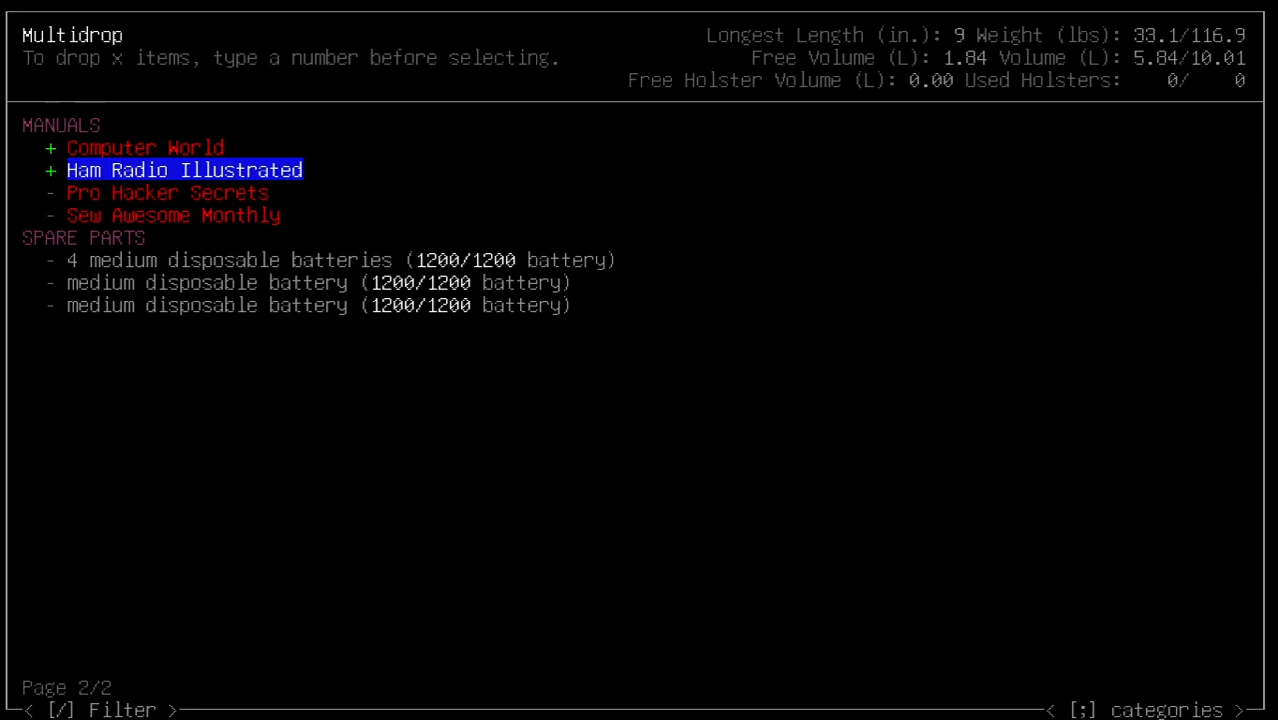 Multidrop
To drop x items, type a number before selecting.
Longest Length (in.): 9 Weight (lbs): 33.1/116.9
Free Volume (L): 1.84 Volume (L): 5.84/10.01
Free Holster Volume (L): 0.00 Used Holsters: 0/ 0
MANUALS
+ Computer World
+ Ham Radio Illustrated
- Pro Hacker Secrets
- Sew Awesome Monthly
SPARE PARTS
- 4 medium disposable batteries (1200/1200 battery)
- medium disposable battery (1200/1200 battery)
- medium disposable battery (1200/1200 battery)
Page 2/2
< [/] Filter >
< [;] categories >